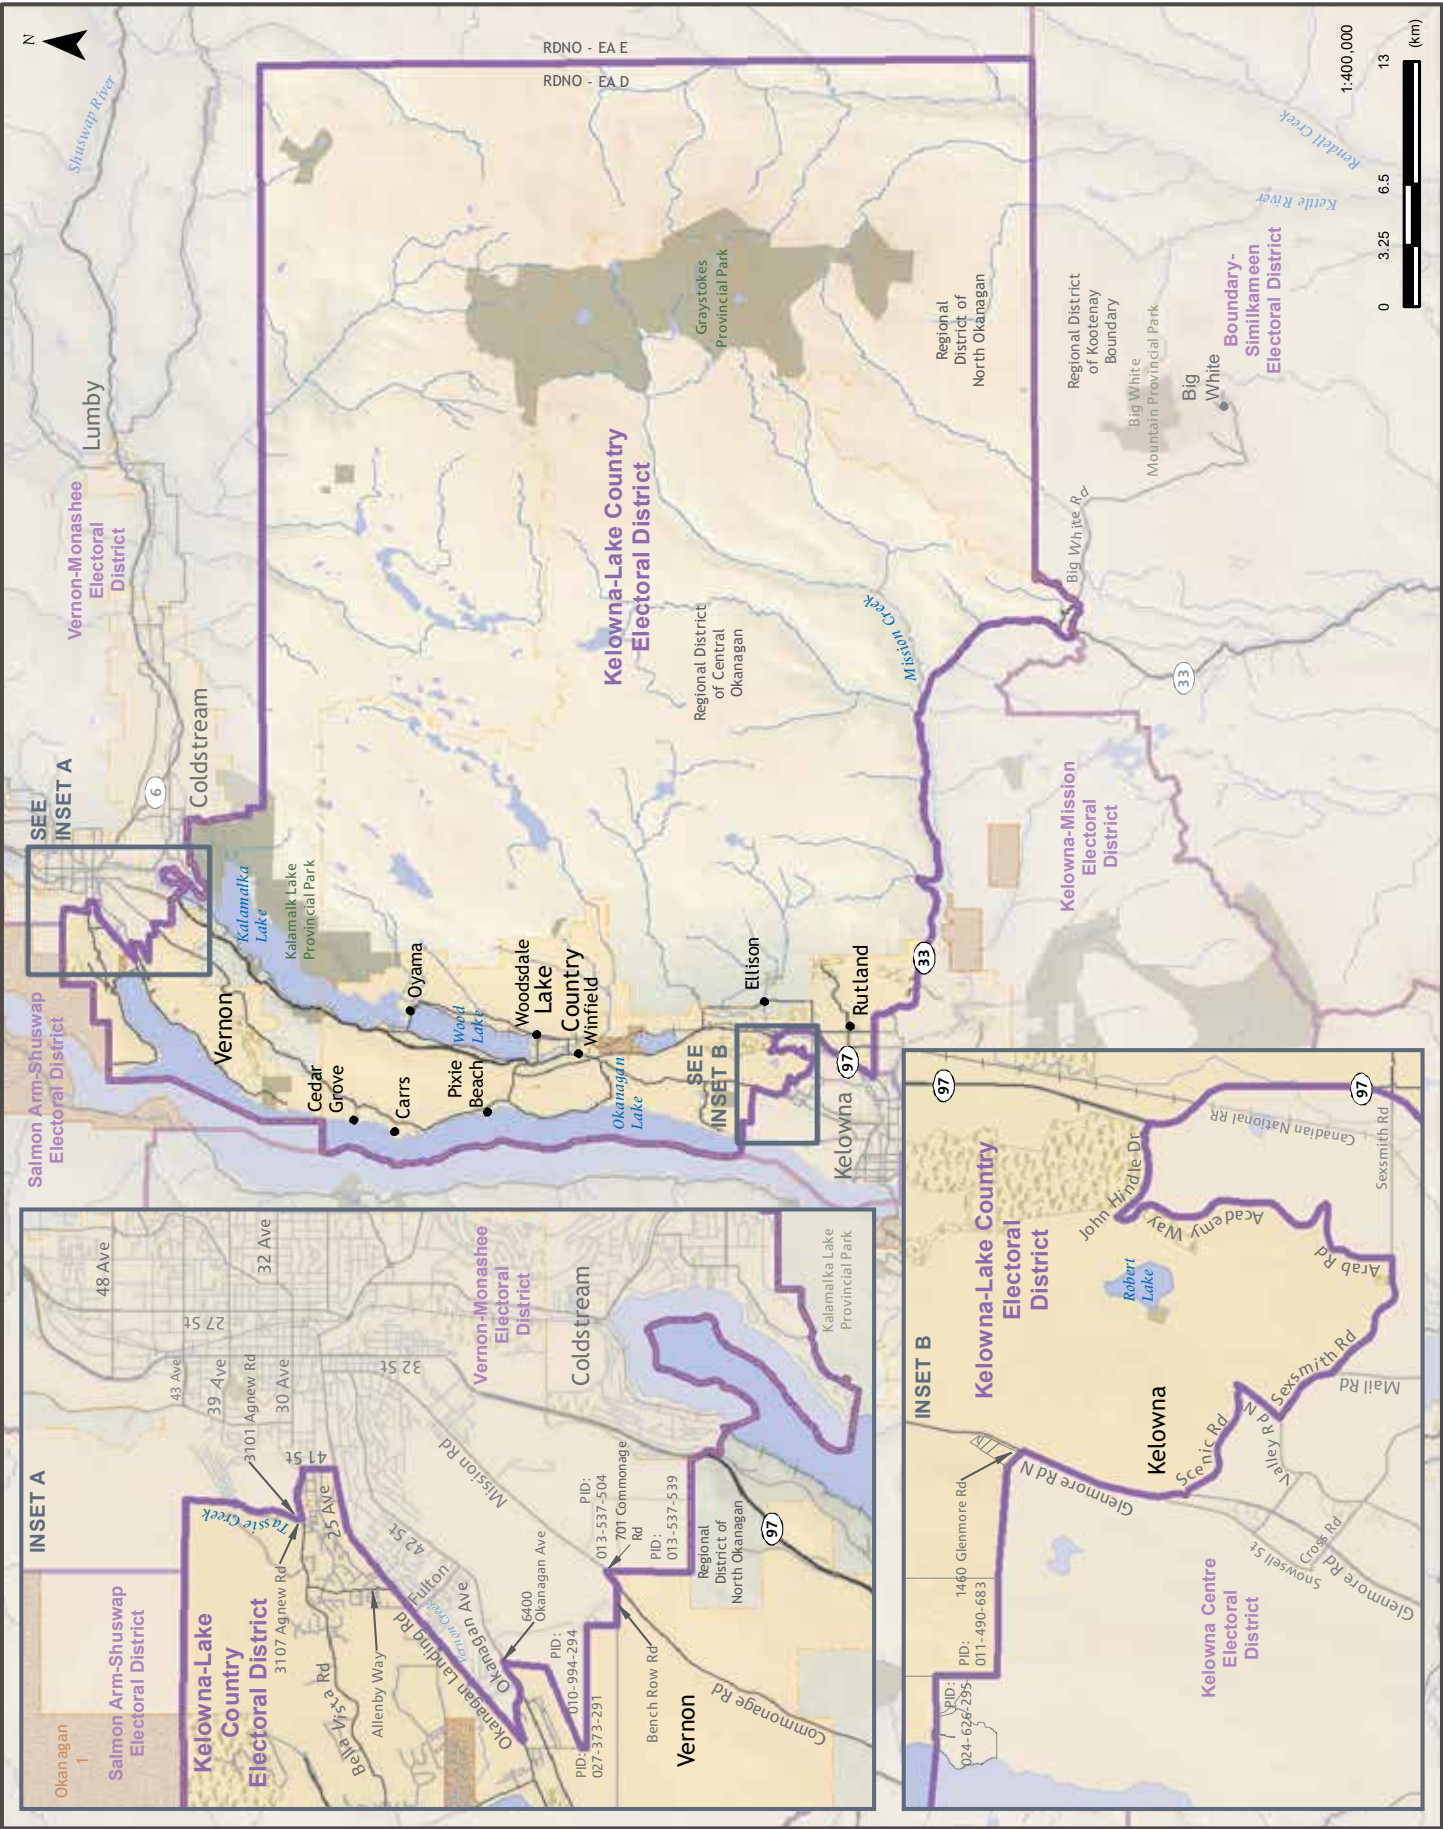 N
Shuswap River
RDNO - EA E
RDNO - EA D
1:400,000
0
3.25
6.5
13
(km)
Rendell Creek
Kettle River
Lumby
Vernon-Monashee
Electoral
District
Graystokes
Provincial Park
Regional
District of
North Okanagan
Regional District
of Kootenay
Boundary
Big White
Mountain Provincial Park
Big
White
Boundary-
Similkameen
Electoral District
Kelowna-Lake Country
Electoral District
Regional District
of Central
Okanagan
Mission Creek
Big White Rd
33
SEE
INSET A
6
Coldstream
Kalamalka
Lake
Kalamalk Lake
Provincial Park
Kelowna-Mission
Electoral
District
Salmon Arm-Shuswap
Electoral District
Vernon
Oyama
Wood
Lake
Woodsdale
Lake
Country
Winfield
Cedar
Grove
Carrs
Pixie
Beach
Okanagan
Lake
Ellison
Rutland
33
97
SEE
INSET B
Kelowna
INSET A
Okanagan
1
Salmon Arm-Shuswap
Electoral District
Kelowna-Lake
Country
Electoral District
Tassie Creek
48 Ave
32 Ave
27 St
43 Ave
39 Ave
3101 Agnew Rd
30 Ave
32 St
41 St
25 Ave
3107 Agnew Rd
Allenby Way
Bella Vista Rd
42 St
Fulton
Vernon Creek
Okanagan Ave
Okanagan Landing Rd
Mission Rd
Vernon-Monashee
Electoral
District
Coldstream
Kalamalka Lake
Provincial Park
6400
Okanagan Ave
PID:
013-537-504
701 Commonage
Rd
PID:
013-537-539
PID:
010-994-294
PID:
027-373-291
Bench Row Rd
Regional
District of
North Okanagan
97
Vernon
Commonage Rd
INSET B
Kelowna-Lake Country
Electoral
District
97
John Hindle Dr
Academy Way
Canadian National RR
97
Sexsmith Rd
Arab Rd
Robert
Lake
1460 Glenmore Rd
Glenmore Rd N
Kelowna
Scenic Rd
Valley Rd N
Sexsmith Rd
Mail Rd
PID:
011-490-683
PID:
024-626-295
Kelowna Centre
Electoral
District
Snowsell St
Cross Rd
Glenmore Rd